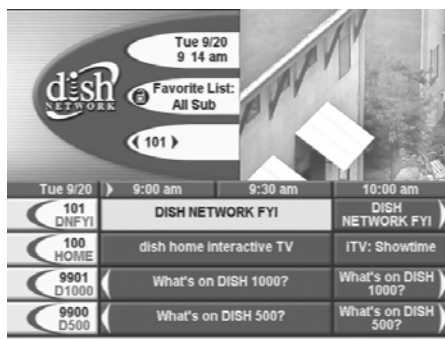 Tue 9/20
9 14 am
dish
NETWORK
Favorite List:
All Sub
101
Tue 9/20 9:00 am 9:30 am 10:00 am
101
DNFYI
DISH NETWORK FYI
DISH
NETWORK FYI
100
HOME
dish home interactive TV
iTV: Showtime
9901
D1000
What's on DISH 1000?
What's on DISH
1000?
9900
D500
What's on DISH 500?
What's on DISH
500?